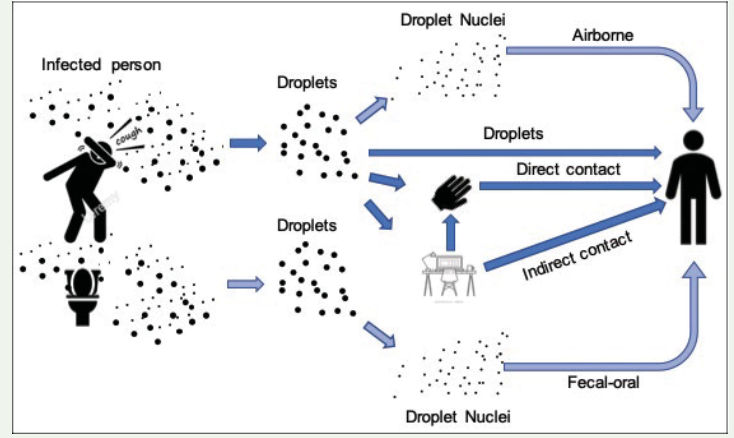 Droplet Nuclei
Airborne
Infected person
Droplets
cough
Droplets
Direct contact
Droplets
Indirect contact
Fecal-oral
Droplet Nuclei